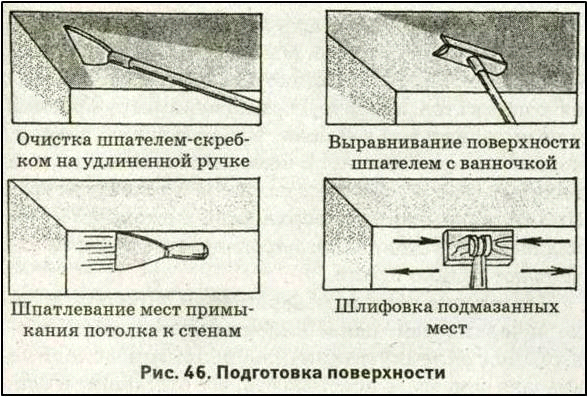 Очистка шпателем-скреб-
ком на удлиненной ручке
Выравнивание поверхности
шпателем с ванночкой
Шпатлевание мест примы-
кания потолка к стенам
Шлифовка подмазанных
мест
Рис. 46. Подготовка поверхности